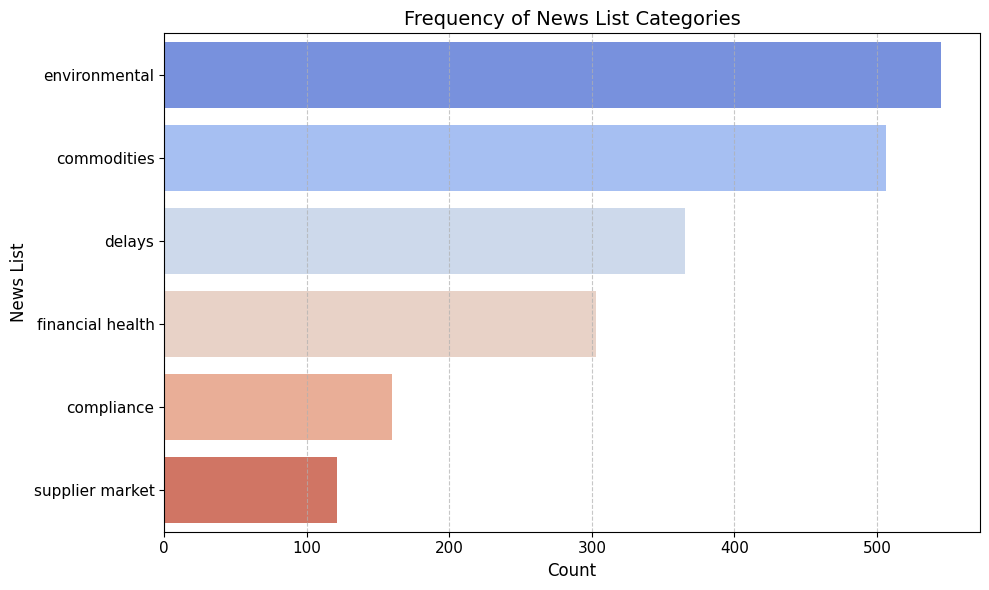 Frequency of News List Categories
News List
environmental
commodities
delays
financial health
compliance
supplier market
0 100 200 300 400 500
Count